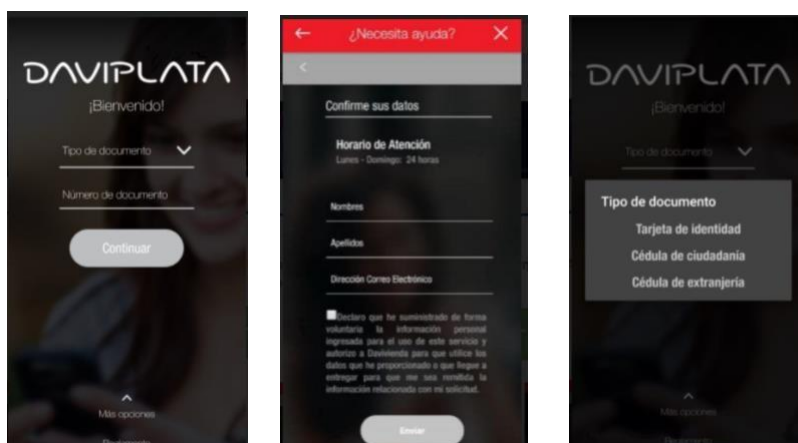 DAVIPLATA
¡Bienvenido!
Tipo de documento
Número de documento
Continuar
Más opciones
¿Necesita ayuda?
Confirme sus datos
Horario de Atención
Lunes - Domingo: 24 horas
Nombres
Apellidos
Dirección Correo Electrónico
Declaro que he suministrado de forma
voluntaria la información personal
ingresada para el uso de este servicio y
autorizo a Davivienda para que utilice los
datos que he proporcionado o que llegue a
entregar para que me sea remitida la
información relacionada con mi solicitud.
Enviar
DAVIPLATA
¡Bienvenido!
Tipo de documento
Tipo de documento
Tarjeta de identidad
Cédula de ciudadanía
Cédula de extranjería
Más opciones